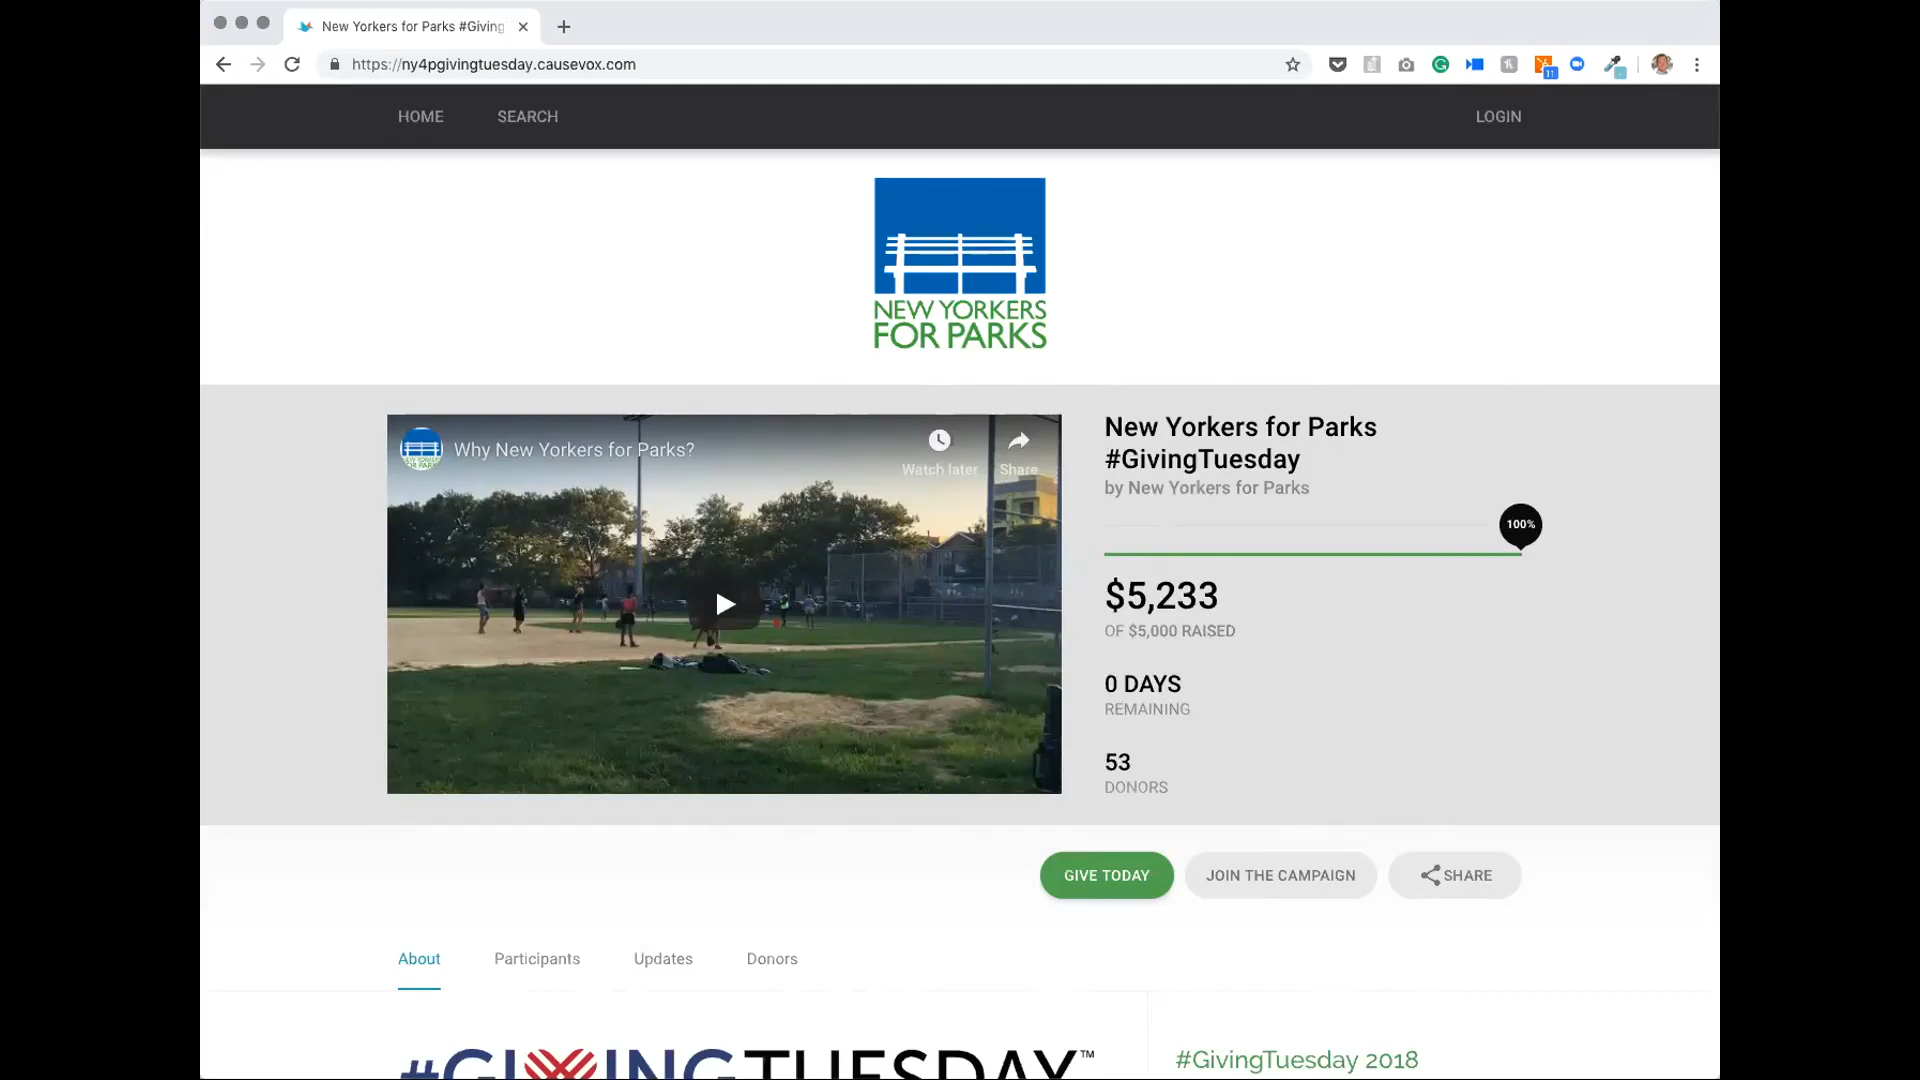 New Yorkers for Parks #Giving
https://ny4pgivingtuesday.causevox.com
11
HOME
SEARCH
LOGIN
NEW YORKERS
FOR PARKS
Why New Yorkers for Parks?
Watch later
Share
New Yorkers for Parks
#GivingTuesday
by New Yorkers for Parks
100%
$5,233
OF $5,000 RAISED
0 DAYS
REMAINING
53
DONORS
GIVE TODAY
JOIN THE CAMPAIGN
SHARE
About
Participants
Updates
Donors
#GIVINGTUESDAY™
#GivingTuesday 2018